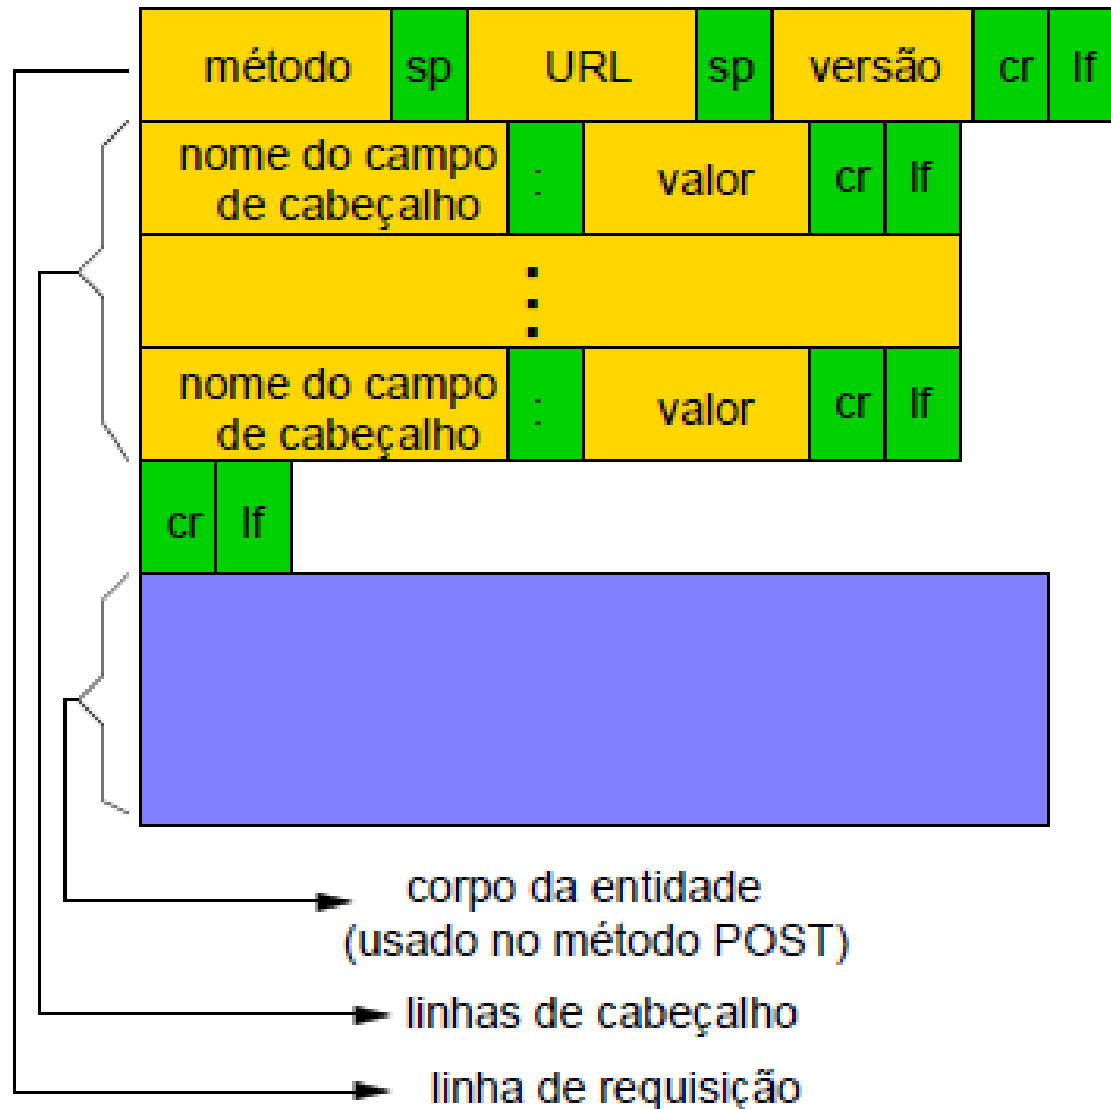 método sp URL sp versão cr lf
nome do campo
de cabeçalho : valor cr lf
nome do campo
de cabeçalho : valor cr lf
cr lf
corpo da entidade
(usado no método POST)
linhas de cabeçalho
linha de requisição